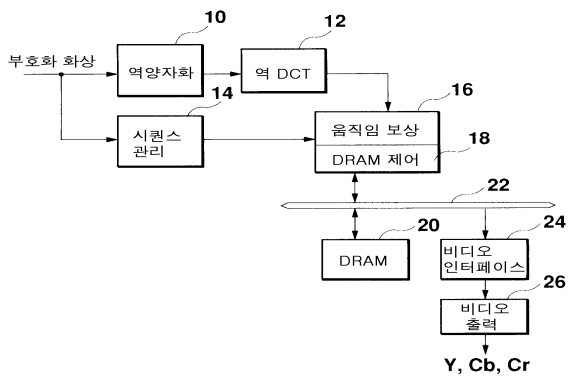 10
12
부호화 화상
역양자화
역 DCT
14
16
시퀀스
관리
움직임 보상
18
DRAM 제어
22
20
24
DRAM
비디오
인터페이스
26
비디오
출력
Y, Cb, Cr